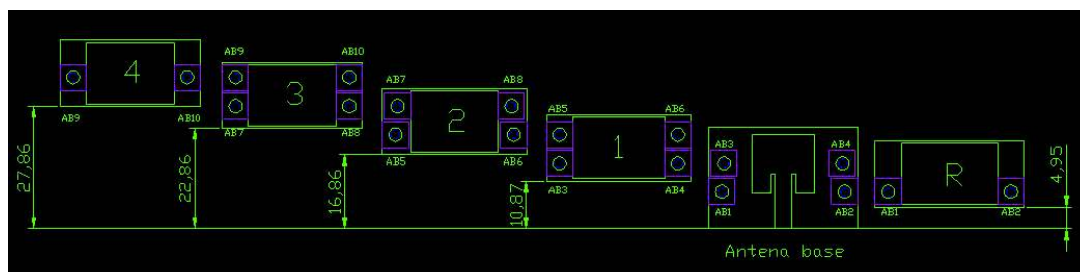 AB9 AB10
AB7 AB8
AB5 AB6
AB3 AB4
4
3
2
1
R
AB9 AB10
AB7 AB8
AB5 AB6
AB3 AB4
AB1 AB2
AB1 AB2
27,86
22,86
16,86
10,87
4,95
Antena base